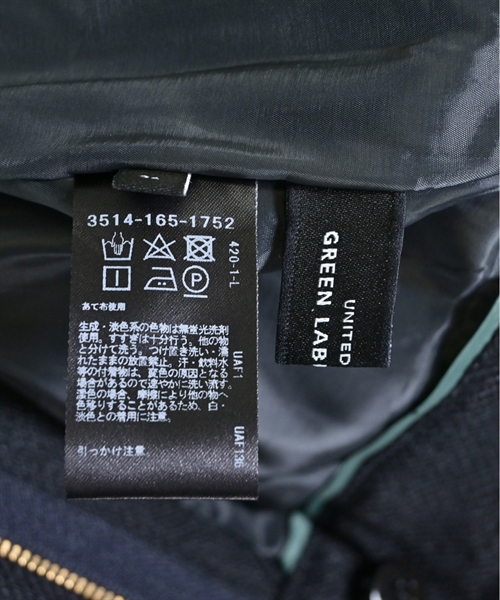 3514-165-1752
420-1-L
あて布使用
生成・淡色系の色物は無蛍光洗剤
使用。すすぎは十分行う。他の物
と分けて洗う。つけ置き洗い・濡
れたままの放置禁止。汗・飲料水
等の付着物は、変色の原因となる
場合があるので速やかに洗い流す。
濃色の場合、摩擦により他の物へ
色移りすることがあるため、白・
淡色との着用に注意。
引っかけ注意
UAF1
UAF136
UNITED
GREEN LAB